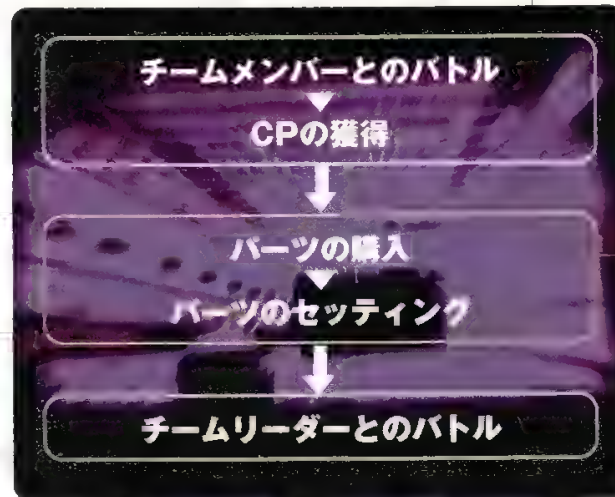 チームメンバーとのバトル
CPの獲得
パーツの購入
パーツのセッティング
チームリーダーとのバトル